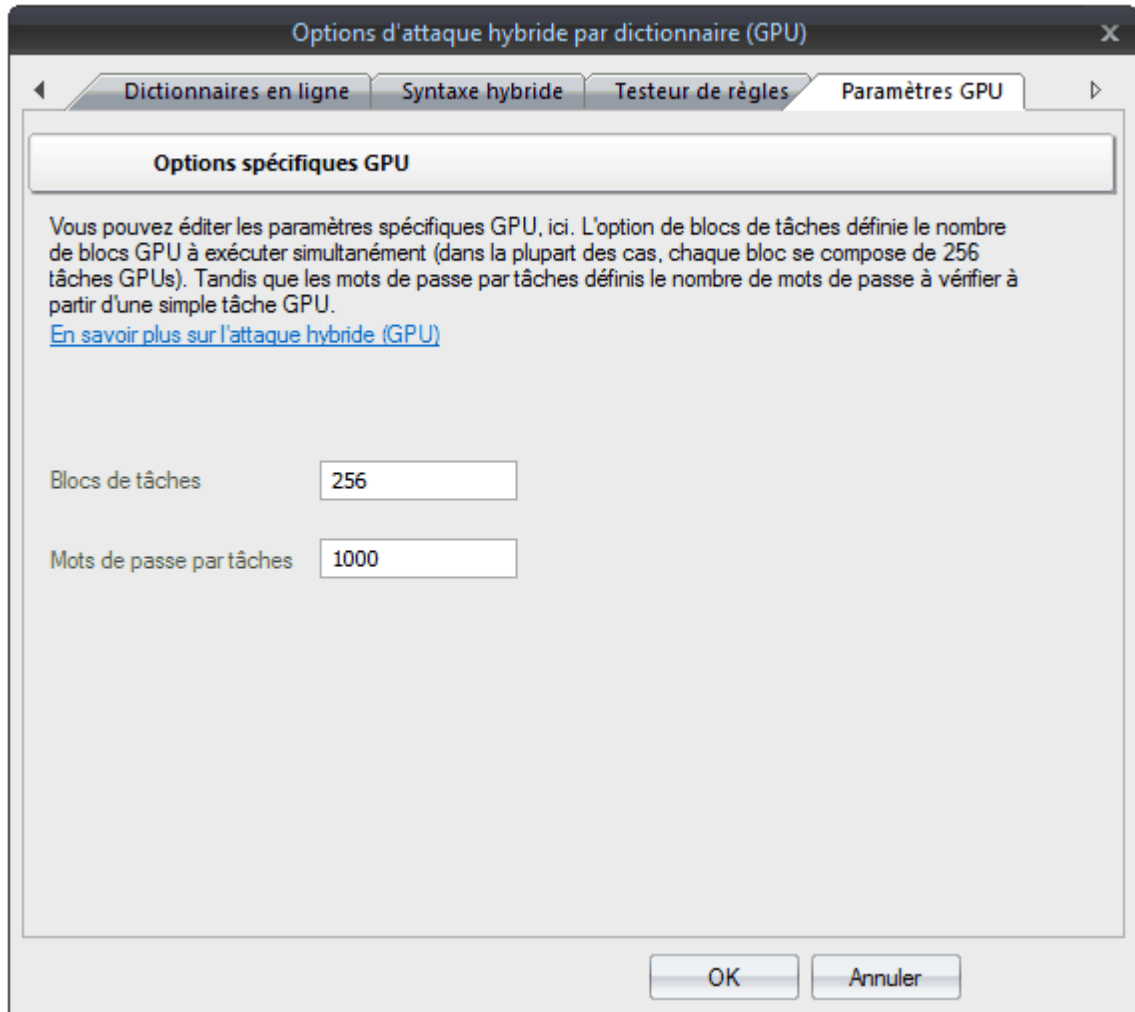 Options d'attaque hybride par dictionnaire (GPU)
Dictionnaires en ligne Syntaxe hybride Testeur de règles Paramètres GPU
Options spécifiques GPU
Vous pouvez éditer les paramètres spécifiques GPU, ici. L'option de blocs de tâches définie le nombre
de blocs GPU à exécuter simultanément (dans la plupart des cas, chaque bloc se compose de 256
tâches GPUs). Tandis que les mots de passe par tâches définis le nombre de mots de passe à vérifier à
partir d'une simple tâche GPU.
En savoir plus sur l'attaque hybride (GPU)
Blocs de tâches 256
Mots de passe par tâches 1000
OK Annuler